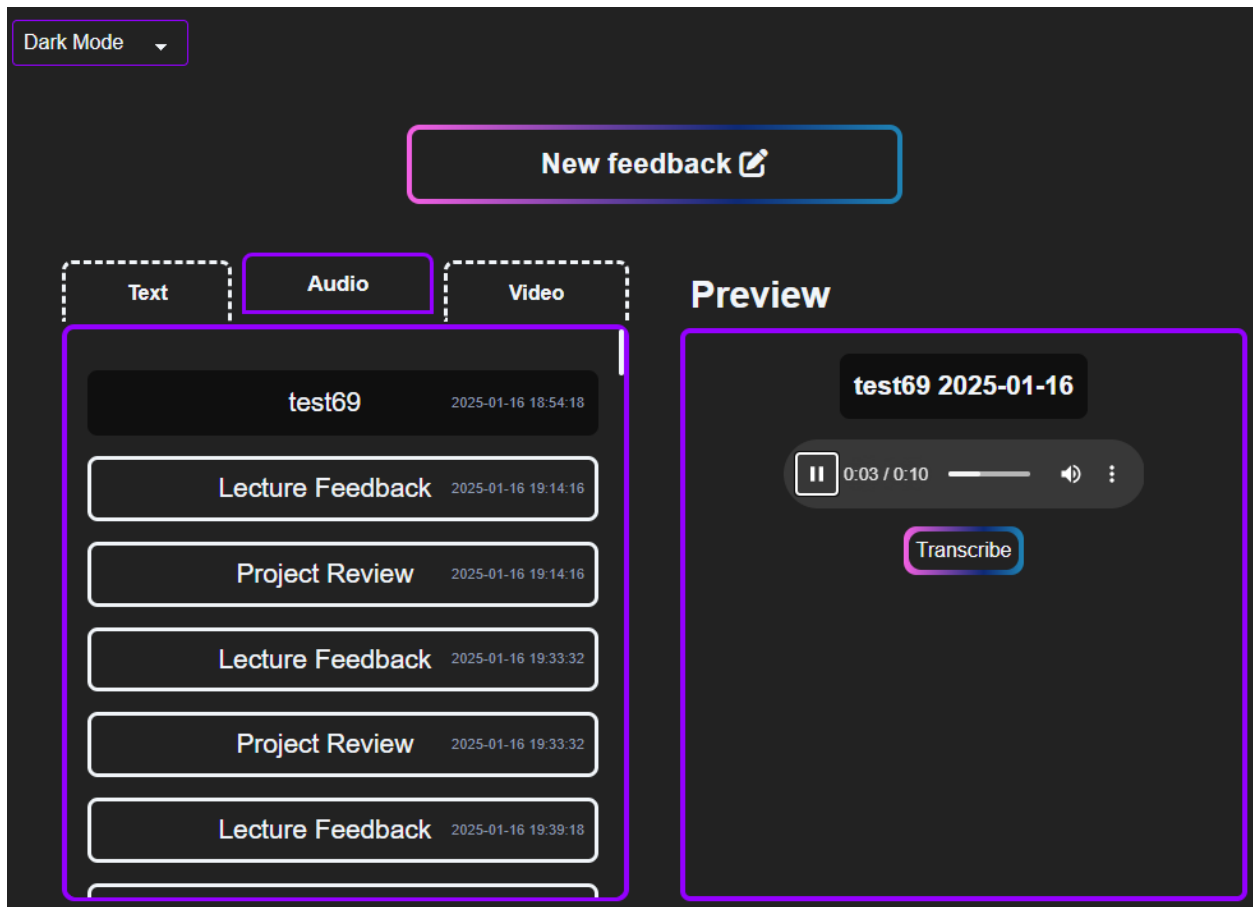 Dark Mode
New feedback
Text
Audio
Video
test69 2025-01-16 18:54:18
Lecture Feedback 2025-01-16 19:14:16
Project Review 2025-01-16 19:14:16
Lecture Feedback 2025-01-16 19:33:32
Project Review 2025-01-16 19:33:32
Lecture Feedback 2025-01-16 19:39:18
Preview
test69 2025-01-16
0:03 / 0:10
Transcribe